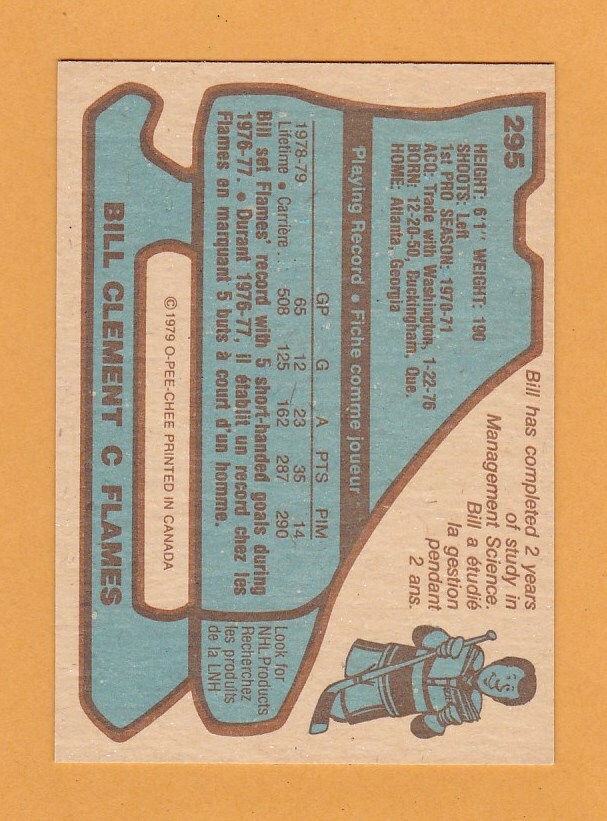 295
HEIGHT: 6'1" WEIGHT: 190
SHOOTS: Left
1st PRO SEASON: 1970-71
ACQ: Trade with Washington, 1-22-76
BORN: 12-20-50, Buckingham, Que.
HOME: Atlanta, Georgia
Bill has completed 2 years
of study in
Management Science.
Bill a étudié
la gestion
pendant
2 ans.
Playing Record • Fiche comme joueur
GP G A PTS PIM
1978-79 65 12 23 35 14
Lifetime • Carrière .. 508 125 162 287 290
Bill set Flames' record with 5 short-handed goals during
1976-77. • Durant 1976-77, il établit un record chez les
Flames en marquant 5 buts à court d'un homme.
Look for
NHL Products
Recherchez
les produits
de la LNH
© 1979 O-PEE-CHEE PRINTED IN CANADA
BILL CLEMENT C FLAMES